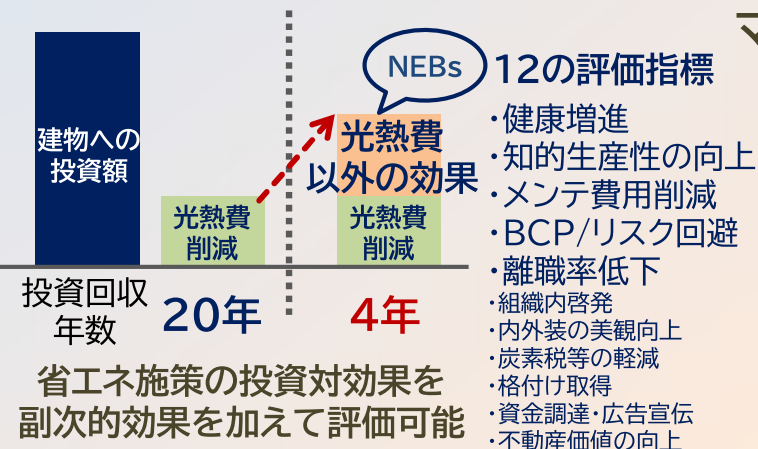 建物への
投資額
光熱費
削減
NEBs
光熱費
以外の効果
光熱費
削減
投資回収
年数
20年
4年
省エネ施策の投資対効果を
副次的効果を加えて評価可能
12の評価指標
・健康増進
・知的生産性の向上
・メンテ費用削減
・BCP/リスク回避
・離職率低下
・組織内啓発
・内外装の美観向上
・炭素税等の軽減
・格付け取得
・資金調達・広告宣伝
・不動産価値の向上